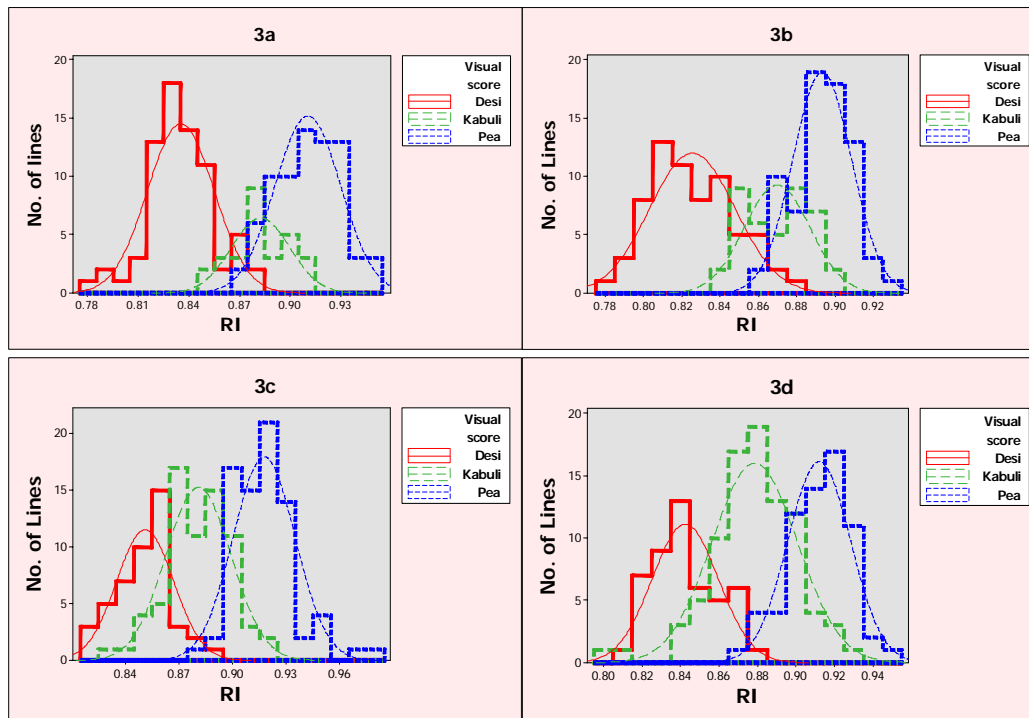 3a
Visual
score
Desi
Kabuli
Pea
No. of lines
20
15
10
5
0
0.78 0.81 0.84 0.87 0.90 0.93
RI
3b
Visual
score
Desi
Kabuli
Pea
No. of Lines
20
15
10
5
0
0.78 0.80 0.82 0.84 0.86 0.88 0.90 0.92
RI
3c
Visual
score
Desi
Kabuli
Pea
No. of Lines
20
15
10
5
0
0.84 0.87 0.90 0.93 0.96
RI
3d
Visual
score
Desi
Kabuli
Pea
No. of Lines
20
15
10
5
0
0.80 0.82 0.84 0.86 0.88 0.90 0.92 0.94
RI